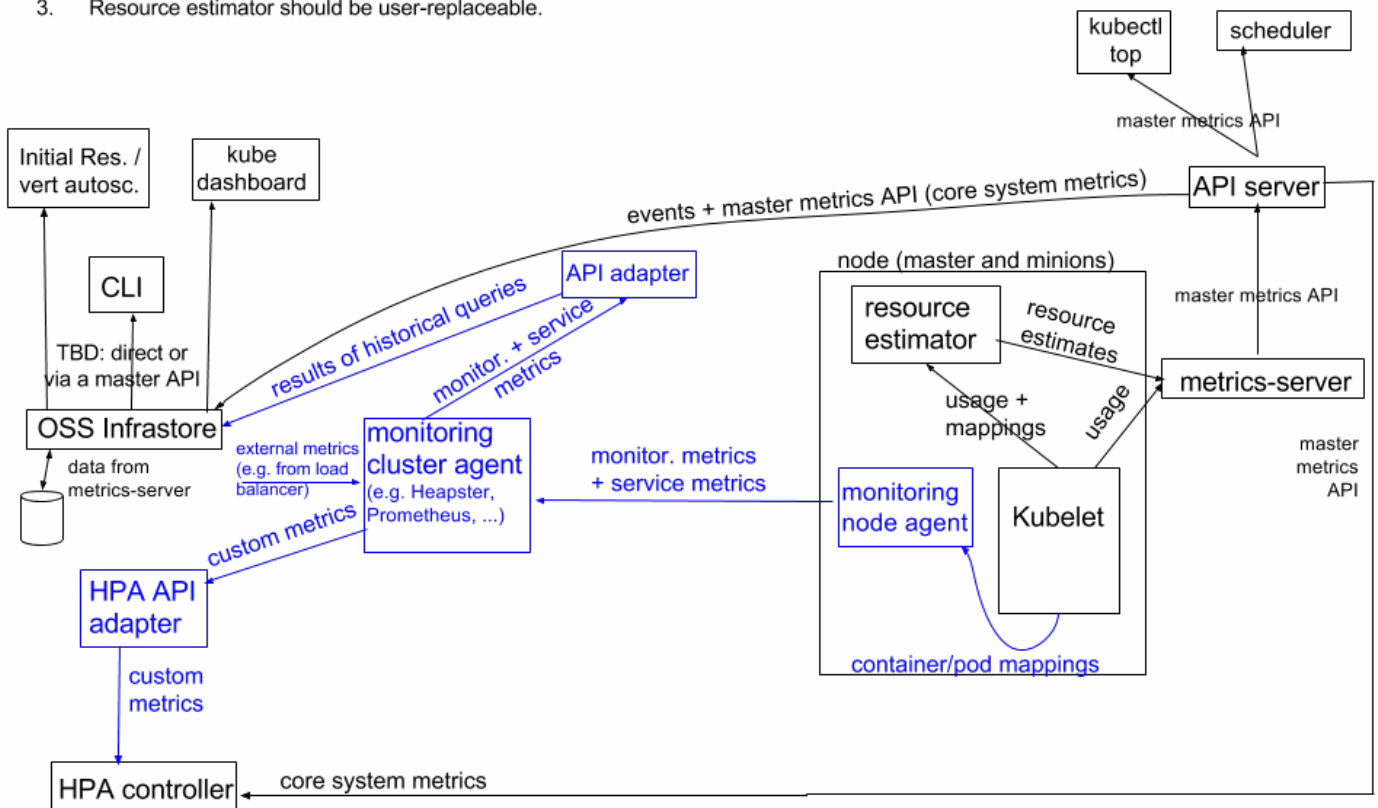 3. Resource estimator should be user-replaceable.
kubectl
top
scheduler
master metrics API
Initial Res. /
vert autosc.
kube
dashboard
API server
events + master metrics API (core system metrics)
CLI
API adapter
node (master and minions)
resource
estimator
resource
estimates
master metrics API
results of historical queries
monitor. + service
metrics
TBD: direct or
via a master API
metrics-server
usage +
mappings
usage
OSS Infrastore
data from
metrics-server
external metrics
(e.g. from load
balancer)
monitoring
cluster agent
(e.g. Heapster,
Prometheus, ...)
monitor. metrics
+ service metrics
monitoring
node agent
Kubelet
master
metrics
API
custom metrics
HPA API
adapter
container/pod mappings
custom
metrics
HPA controller
core system metrics